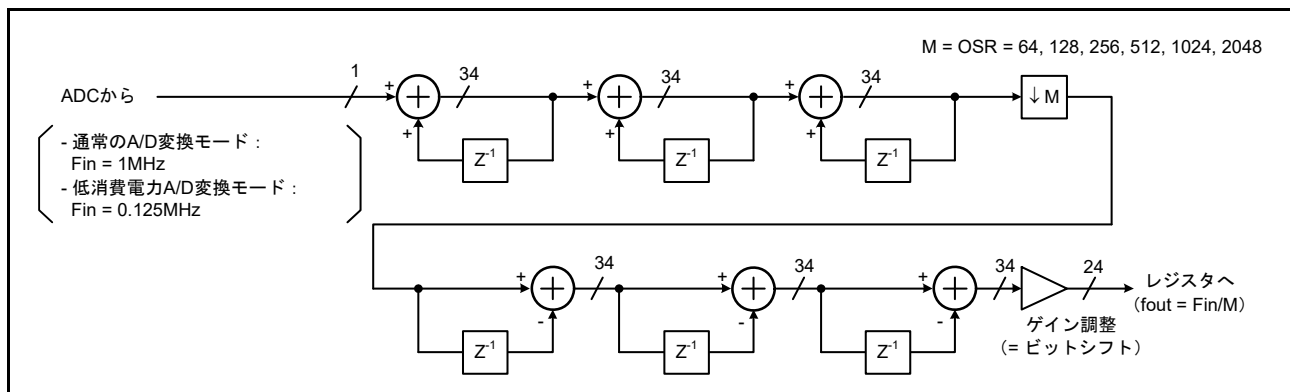 M = OSR = 64, 128, 256, 512, 1024, 2048
1
34
34
34
ADCから
+
+
+
↓M
+
+
+
- 通常のA/D変換モード：
Fin = 1MHz
- 低消費電力A/D変換モード：
Fin = 0.125MHz
Z-1
Z-1
Z-1
34
34
34
24
+
+
+
レジスタへ
(fout = Fin/M)
-
-
-
ゲイン調整
(= ビットシフト)
Z-1
Z-1
Z-1